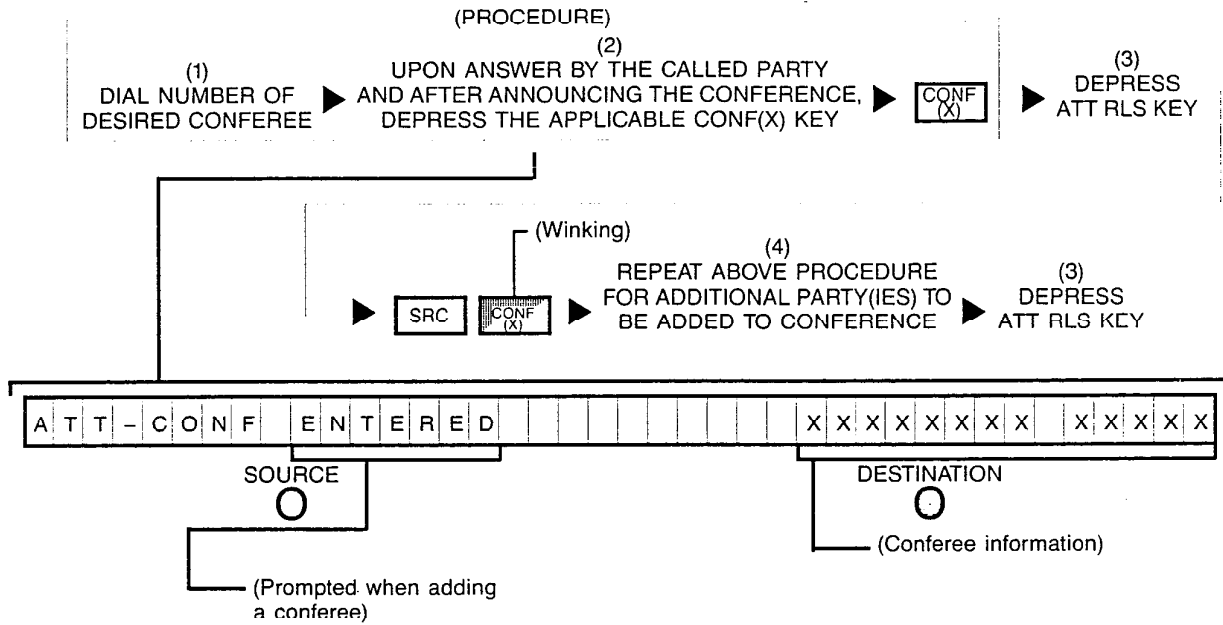 (PROCEDURE)
(1)
DIAL NUMBER OF
DESIRED CONFEREE
(2)
UPON ANSWER BY THE CALLED PARTY
AND AFTER ANNOUNCING THE CONFERENCE,
DEPRESS THE APPLICABLE CONF(X) KEY
CONF
(X)
(3)
DEPRESS
ATT RLS KEY
(Winking)
SRC
CONF
(X)
(4)
REPEAT ABOVE PROCEDURE
FOR ADDITIONAL PARTY(IES) TO
BE ADDED TO CONFERENCE
(3)
DEPRESS
ATT RLS KEY
ATT-CONF ENTERED XXXXXXXX XXXXX
SOURCE
DESTINATION
(Conferee information)
(Prompted when adding
a conferee)